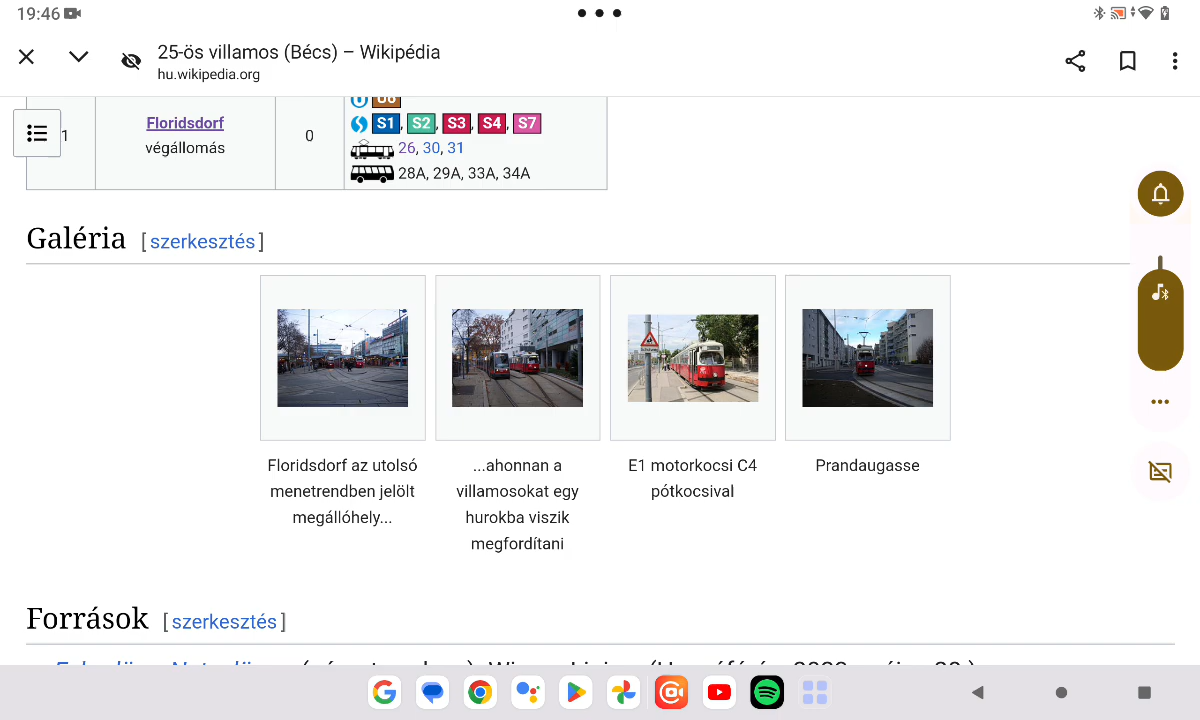 19:46
25-ös villamos (Bécs) – Wikipédia
hu.wikipedia.org
U6
1
Floridsdorf
végállomás
0
S1, S2, S3, S4, S7
26, 30, 31
28A, 29A, 33A, 34A
Galéria [szerkesztés]
Floridsdorf az utolsó
menetrendben jelölt
megállóhely...
...ahonnan a
villamosokat egy
hurokba viszik
megfordítani
E1 motorkocsi C4
pótkocsival
Prandaugasse
Források [szerkesztés]